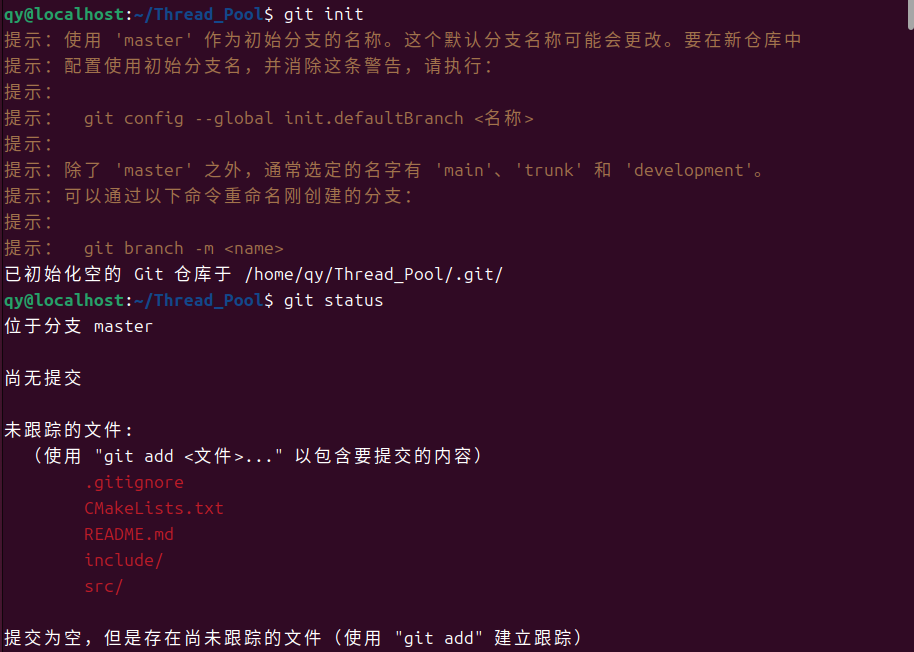 qy@localhost:~/Thread_Pool$ git init
提示：使用 'master' 作为初始分支的名称。这个默认分支名称可能会更改。要在新仓库中
提示：配置使用初始分支名，并消除这条警告，请执行：
提示：
提示：  git config --global init.defaultBranch <名称>
提示：
提示：除了 'master' 之外，通常选定的名字有 'main'、'trunk' 和 'development'。
提示：可以通过以下命令重命名刚创建的分支：
提示：
提示：  git branch -m <name>
已初始化空的 Git 仓库于 /home/qy/Thread_Pool/.git/
qy@localhost:~/Thread_Pool$ git status
位于分支 master
尚无提交
未跟踪的文件:
（使用 "git add <文件>..." 以包含要提交的内容）
.gitignore
CMakeLists.txt
README.md
include/
src/
提交为空，但是存在尚未跟踪的文件（使用 "git add" 建立跟踪）